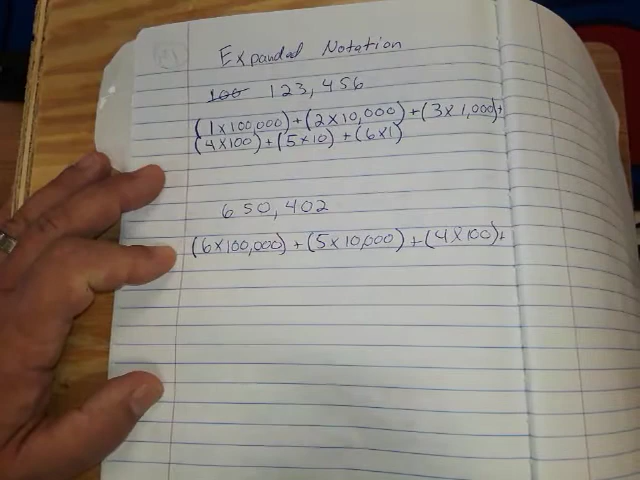 Expanded Notation
100 123,456
(1x100,000)+(2x10,000)+(3x1,000)+
(4x100)+(5x10)+(6x1)
650,402
(6x100,000)+(5x10,000)+(4x100)+